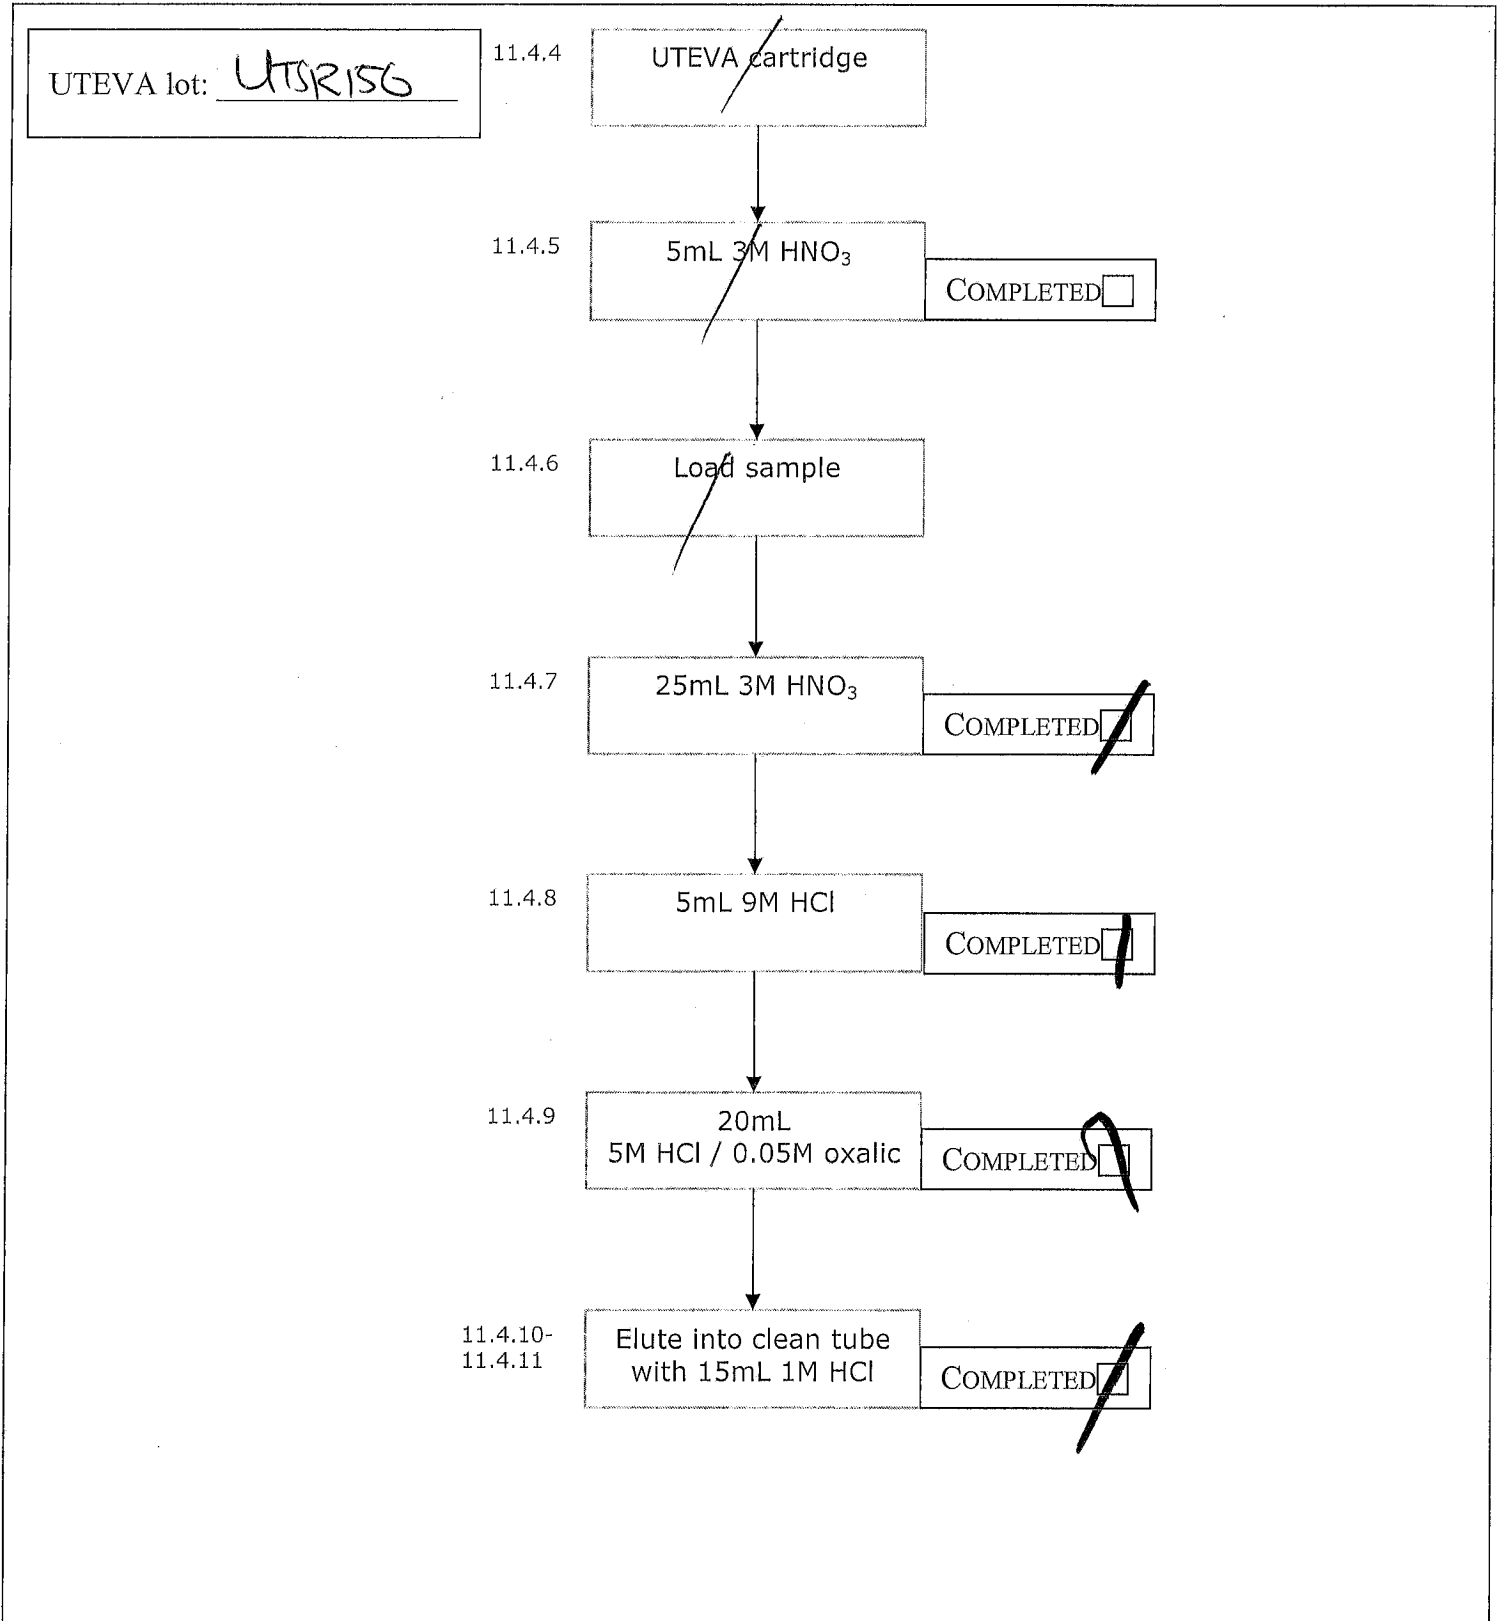 UTEVA lot: UTSR156
11.4.4
UTEVA cartridge
11.4.5
5mL 3M HNO₃
COMPLETED
11.4.6
Load sample
11.4.7
25mL 3M HNO₃
COMPLETED
11.4.8
5mL 9M HCl
COMPLETED
11.4.9
20mL
5M HCl / 0.05M oxalic
COMPLETED
11.4.10-
11.4.11
Elute into clean tube
with 15mL 1M HCl
COMPLETED